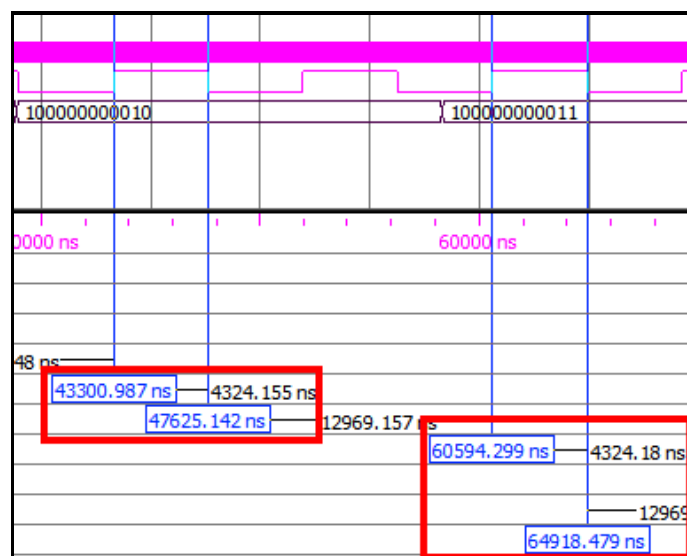 100000000010 100000000011
0000 ns 60000 ns
48 ns
43300.987 ns 4324.155 ns
47625.142 ns 12969.157 ns
60594.299 ns 4324.18 ns
12969
64918.479 ns